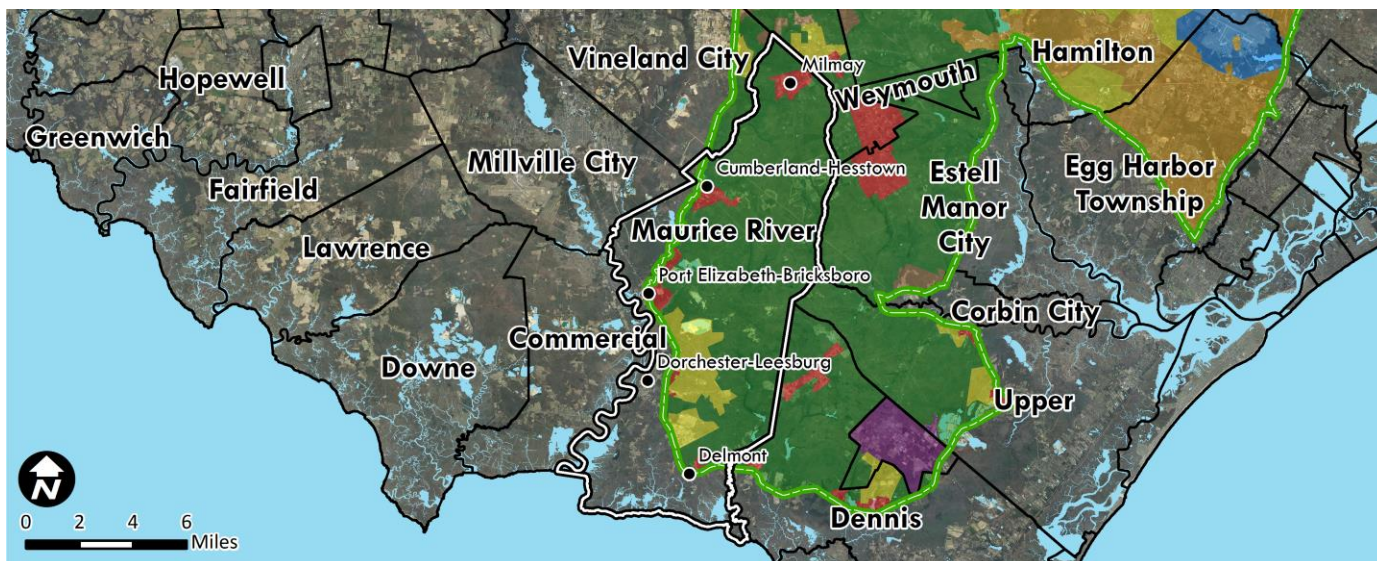 Vineland City
Hamilton
Hopewell
Milmay
Weymouth
Greenwich
Millville City
Cumberland-Hesstown
Estell
Manor
City
Egg Harbor
Township
Fairfield
Maurice River
Lawrence
Port Elizabeth-Bricksboro
Corbin City
Commercial
Downe
Dorchester-Leesburg
Upper
Delmont
Dennis
N
0 2 4 6
Miles